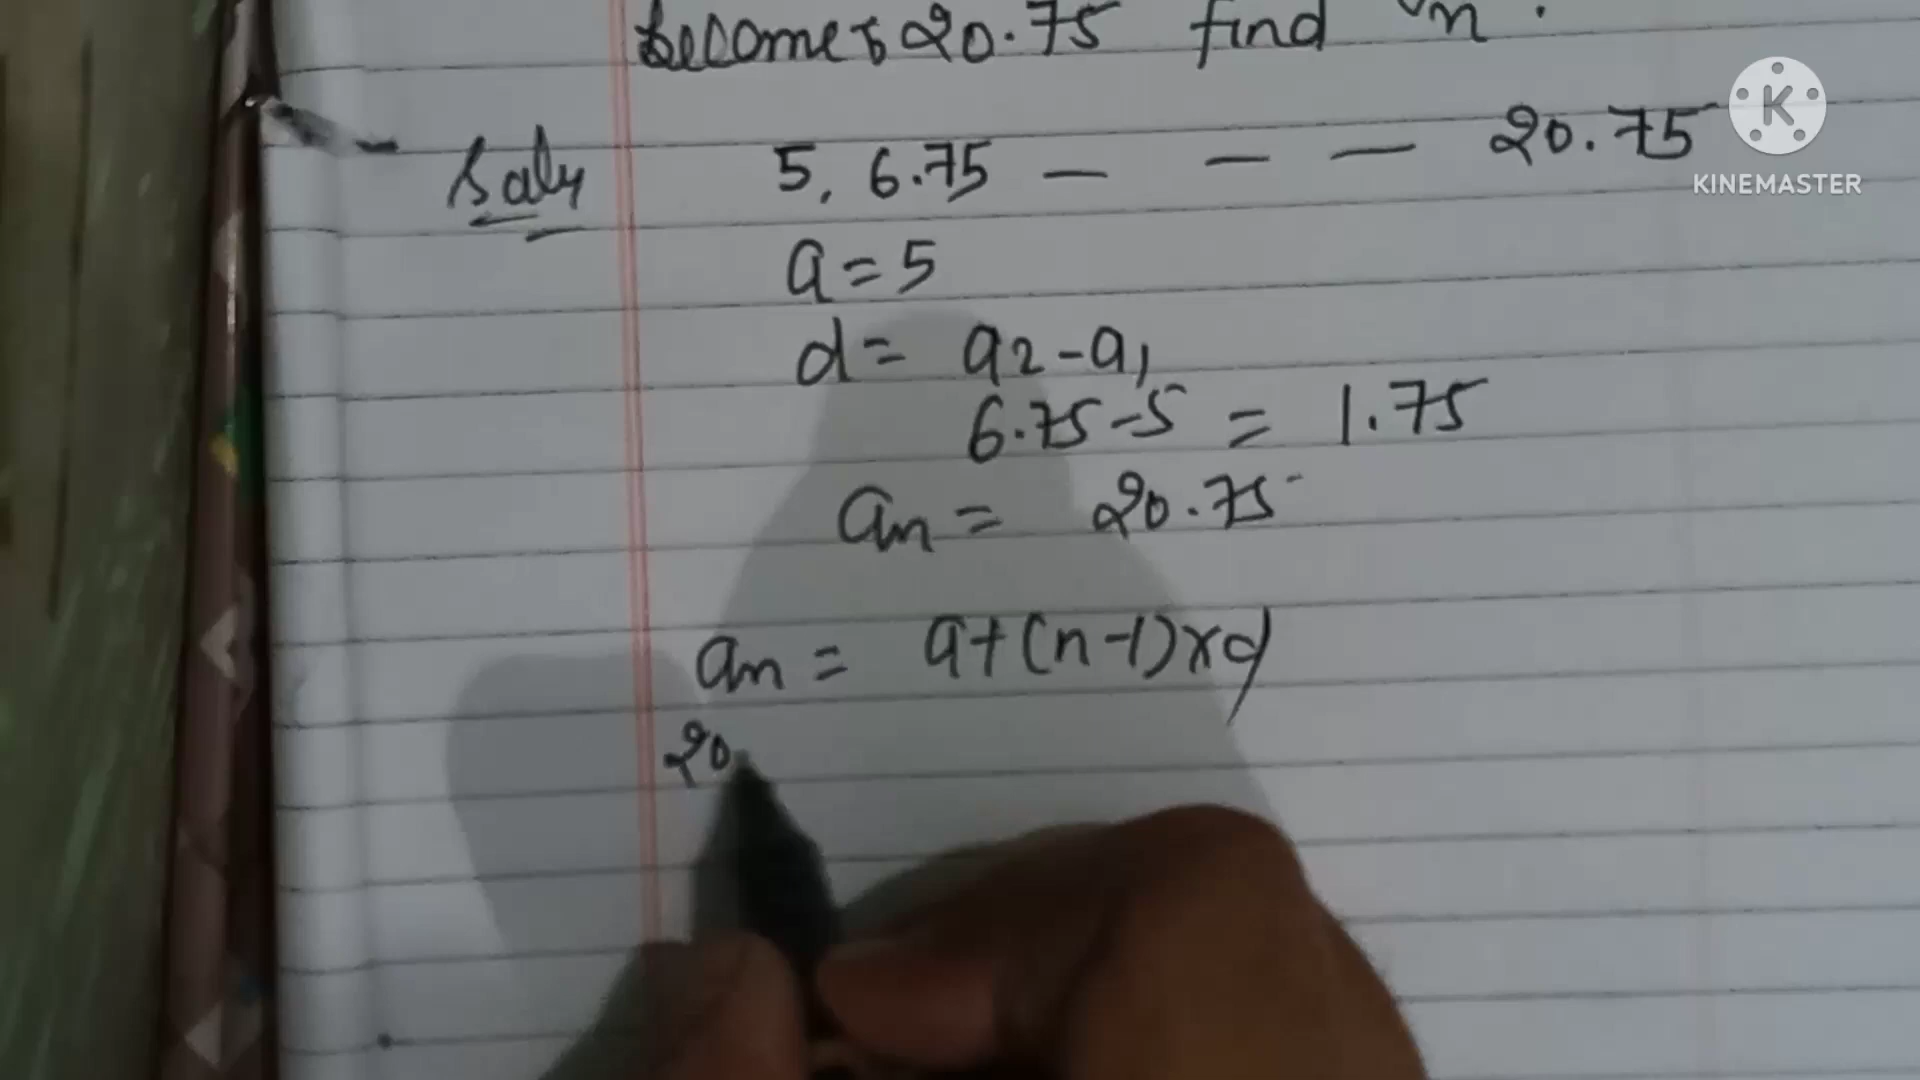 becomes 20.75 find 'n'.
Soln 5, 6.75 — — — 20.75
KINEMASTER
a = 5
d = a2 - a1
6.75 - 5 = 1.75
an = 20.75
an = a + (n - 1) x d
20.